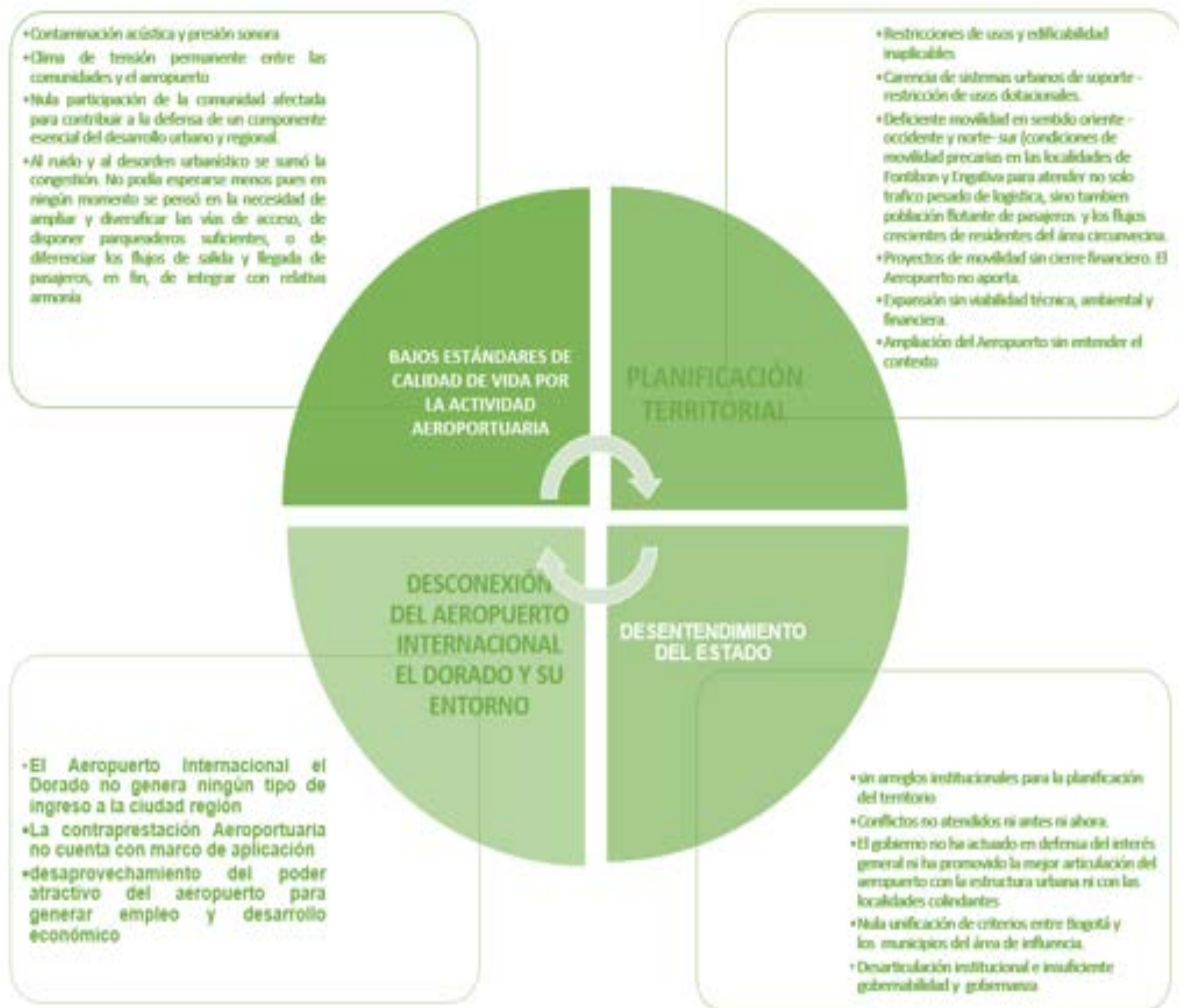 •Contaminación acústica y presión sonora
•Clima de tensión permanente entre las
comunidades y el aeropuerto
•Nula participación de la comunidad afectada
para contribuir a la defensa de un componente
esencial del desarrollo urbano y regional.
•Al ruido y al desorden urbanístico se sumó la
congestión. No podía esperarse menos pues en
ningún momento se pensó en la necesidad de
ampliar y diversificar las vías de acceso, de
disponer parqueaderos suficientes, o de
diferenciar los flujos de salida y llegada de
pasajeros, en fin, de integrar con relativa
armonía
•Restricciones de usos y edificabilidad
inaplicables
•Carencia de sistemas urbanos de soporte -
restricción de usos dotacionales.
•Deficiente movilidad en sentido oriente -
occidente y norte- sur (condiciones de
movilidad precarias en las localidades de
Fontibon y Engativa para atender no solo
trafico pesado de logística, sino tambien
población flotante de pasajeros y los flujos
crecientes de residentes del área circunvecina.
•Proyectos de movilidad sin cierre financiero. El
Aeropuerto no aporta.
•Expansión sin viabilidad técnica, ambiental y
financiera.
•Ampliación del Aeropuerto sin entender el
contexto
BAJOS ESTÁNDARES DE
CALIDAD DE VIDA POR
LA ACTIVIDAD
AEROPORTUARIA
PLANIFICACIÓN
TERRITORIAL
DESCONEXIÓN
DEL AEROPUERTO
INTERNACIONAL
EL DORADO Y SU
ENTORNO
DESENTENDIMIENTO
DEL ESTADO
•El Aeropuerto Internacional el
Dorado no genera ningún tipo de
ingreso a la ciudad región
•La contraprestación Aeroportuaria
no cuenta con marco de aplicación
•desaprovechamiento del poder
atractivo del aeropuerto para
generar empleo y desarrollo
económico
•sin arreglos institucionales para la planificación
del territorio
•Conflictos no atendidos ni antes ni ahora.
•El gobierno no ha actuado en defensa del interés
general ni ha promovido la mejor articulación del
aeropuerto con la estructura urbana ni con las
localidades colindantes
•Nula unificación de criterios entre Bogotá y
los municipios del área de influencia.
•Desarticulación institucional e insuficiente
gobernabilidad y gobernanza